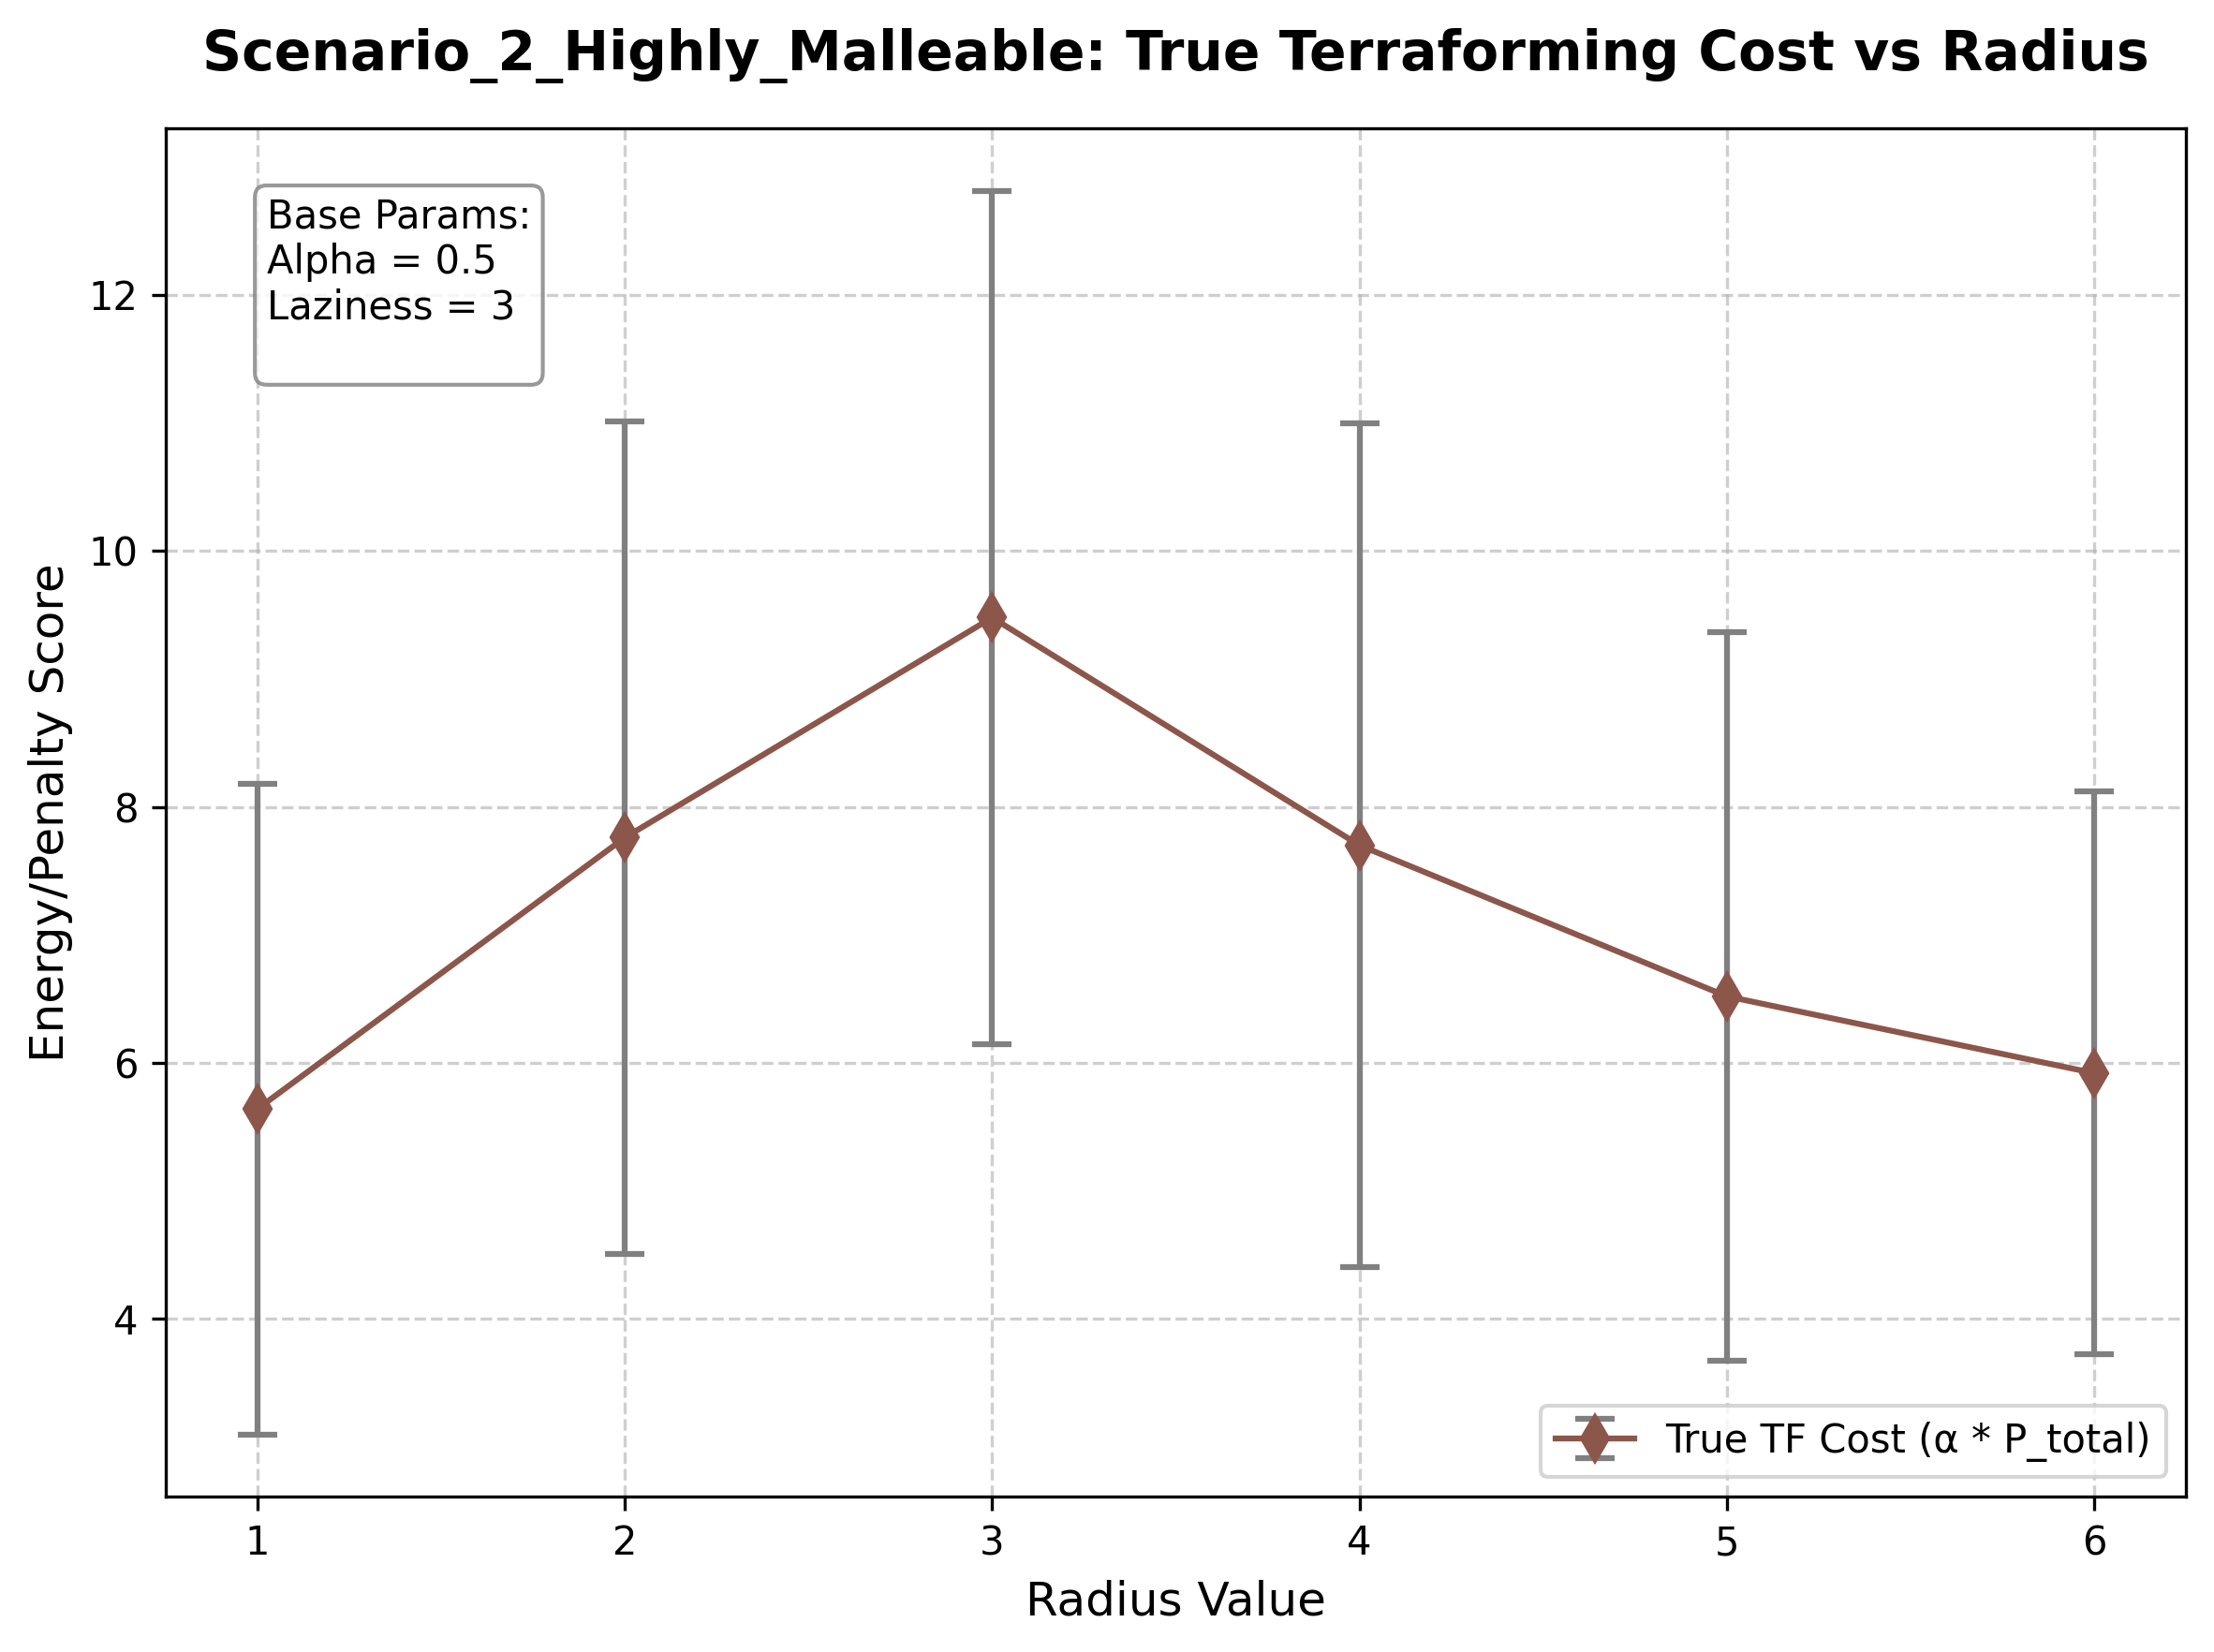 Scenario_2_Highly_Malleable: True Terraforming Cost vs Radius
Base Params:
Alpha = 0.5
Laziness = 3
12
10
8
6
4
Energy/Penalty Score
True TF Cost (α * P_total)
1 2 3 4 5 6
Radius Value